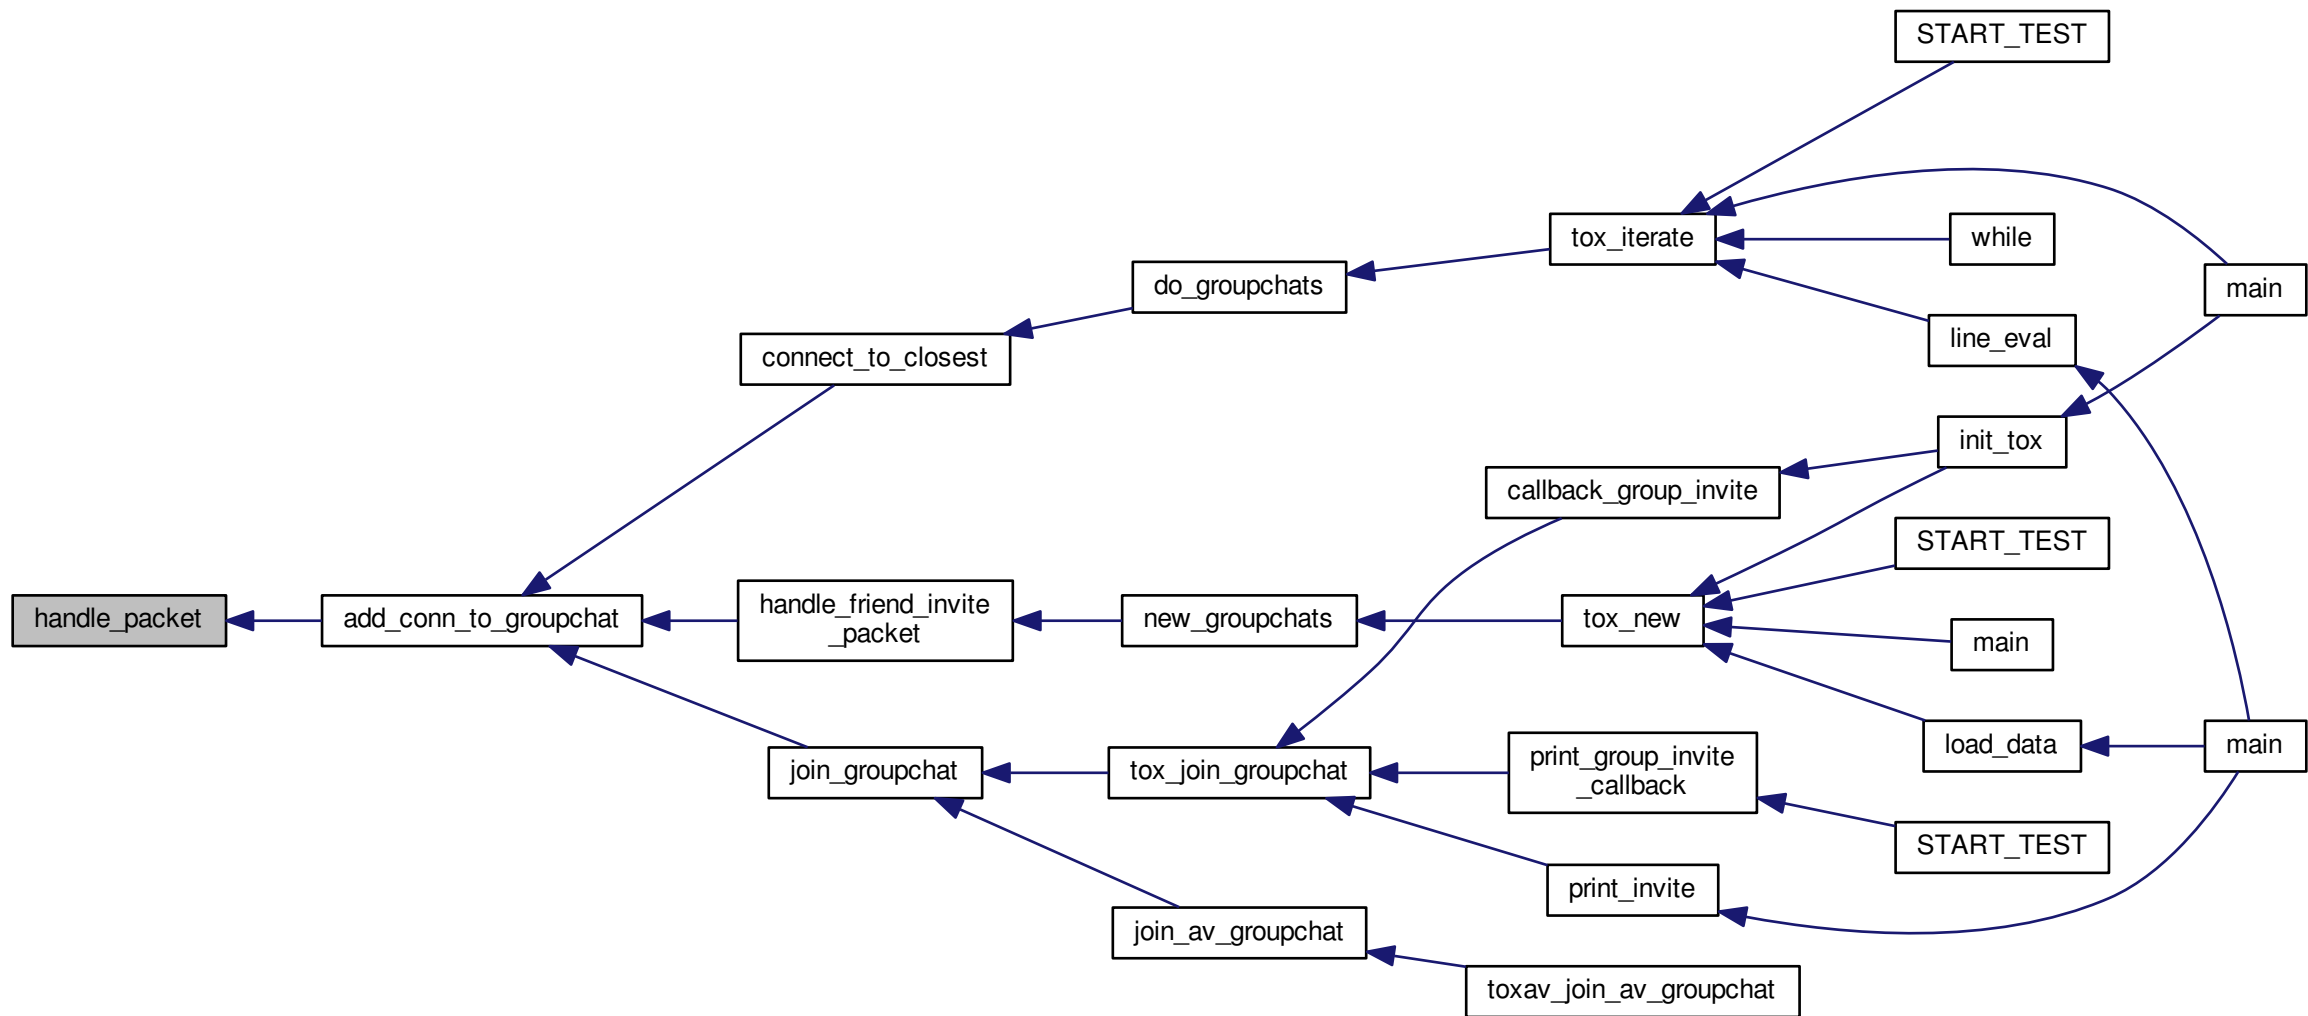 START_TEST
tox_iterate
while
do_groupchats
main
line_eval
connect_to_closest
init_tox
callback_group_invite
START_TEST
handle_packet
add_conn_to_groupchat
handle_friend_invite
_packet
new_groupchats
tox_new
main
load_data
main
join_groupchat
tox_join_groupchat
print_group_invite
_callback
START_TEST
print_invite
join_av_groupchat
toxav_join_av_groupchat